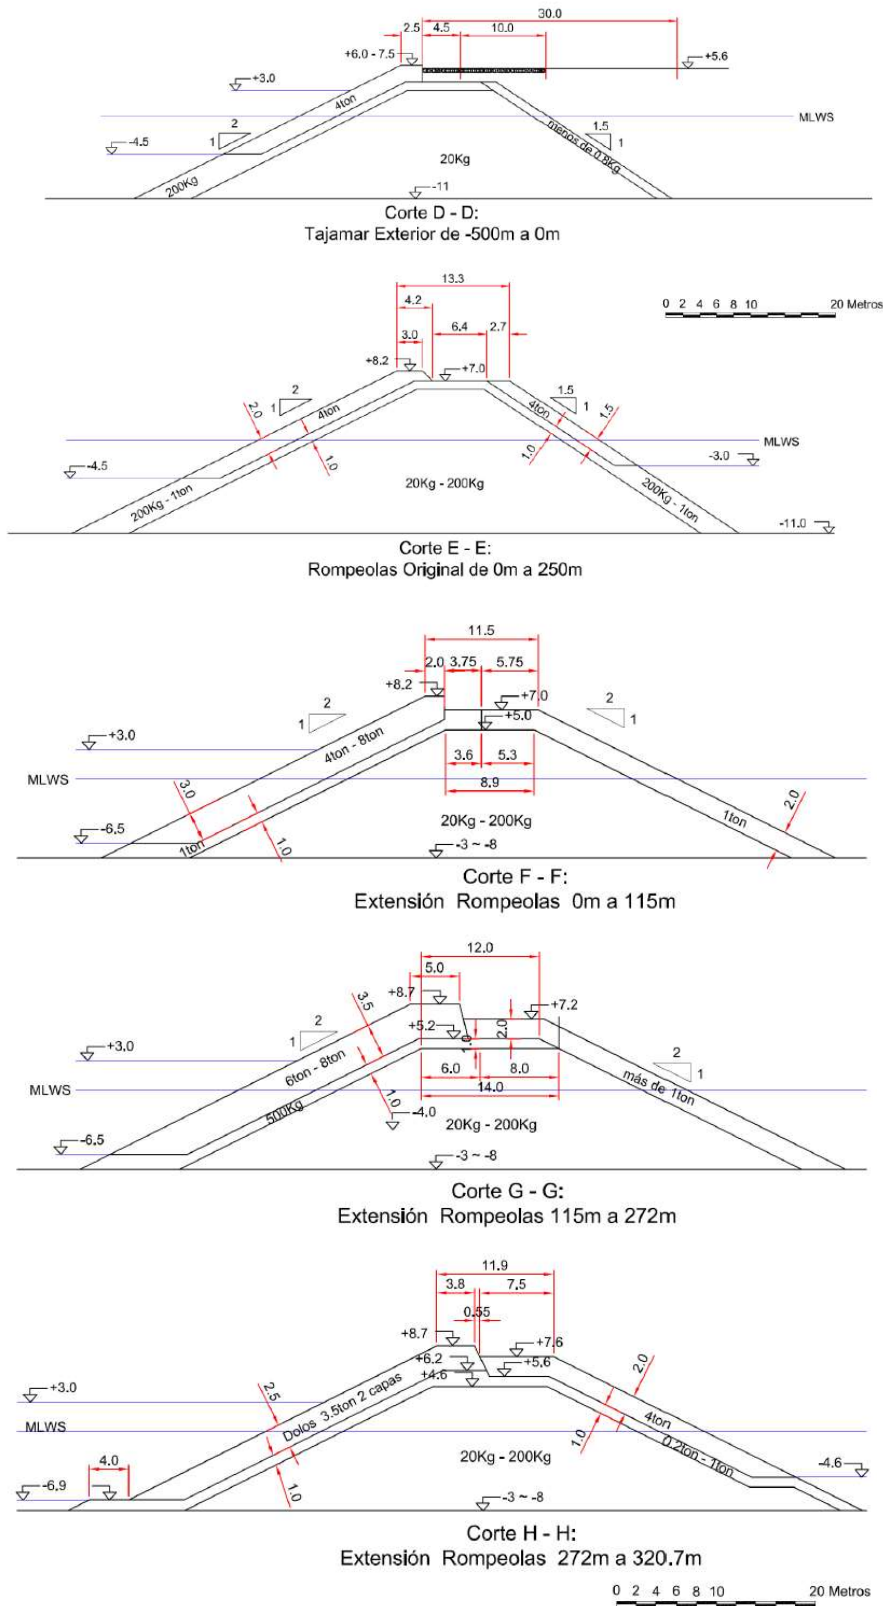 30.0
2.5 4.5 10.0
+6.0 - 7.5
+5.6
+3.0
4ton
MLWS
2
1
1.5
1
-4.5
menos de 0.8Kg
20Kg
200Kg
-11
Corte D - D:
Tajamar Exterior de -500m a 0m
13.3
4.2
0 2 4 6 8 10 20 Metros
6.4 2.7
3.0
+8.2
+7.0
2
1
1.5
1
2.0
4ton
4ton
1.5
MLWS
1.0
1.0
-3.0
-4.5
20Kg - 200Kg
200Kg - 1ton
200Kg - 1ton
-11.0
Corte E - E:
Rompeolas Original de 0m a 250m
11.5
2.0 3.75 5.75
+8.2
+7.0
2
1
2
1
+5.0
+3.0
4ton - 8ton
3.6 5.3
MLWS
8.9
3.0
2.0
20Kg - 200Kg
1ton
-6.5
1ton
1.0
-3 ~ -8
Corte F - F:
Extensión Rompeolas 0m a 115m
12.0
5.0
+8.7
3.5
+7.2
2
1
+5.2
1.0
2.0
+3.0
6ton - 8ton
6.0 8.0
2
1
MLWS
14.0
más de 1ton
1.0
500Kg
-4.0
20Kg - 200Kg
-6.5
-3 ~ -8
Corte G - G:
Extensión Rompeolas 115m a 272m
11.9
3.8 7.5
0.55
+8.7
+7.6
+6.2
+5.6
+4.6
+3.0
2.5
2.0
Dolos 3.5ton 2 capas
4ton
MLWS
1.0
0.2ton - 1ton
4.0
20Kg - 200Kg
-4.6
-6.9
1.0
-3 ~ -8
Corte H - H:
Extensión Rompeolas 272m a 320.7m
0 2 4 6 8 10 20 Metros